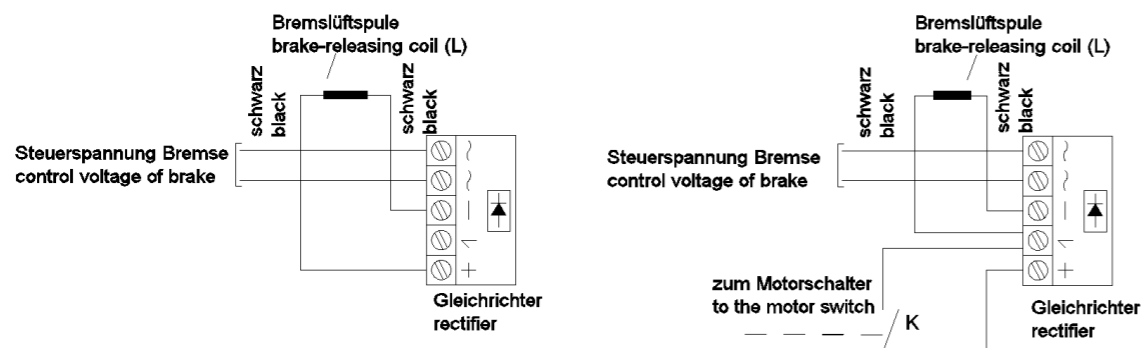 Bremslüftspule
brake-releasing coil (L)
schwarz
black
schwarz
black
Steuerspannung Bremse
control voltage of brake
~
~
—
+
Gleichrichter
rectifier
Bremslüftspule
brake-releasing coil (L)
schwarz
black
schwarz
black
Steuerspannung Bremse
control voltage of brake
~
~
—
+
zum Motorschalter
to the motor switch
K
Gleichrichter
rectifier